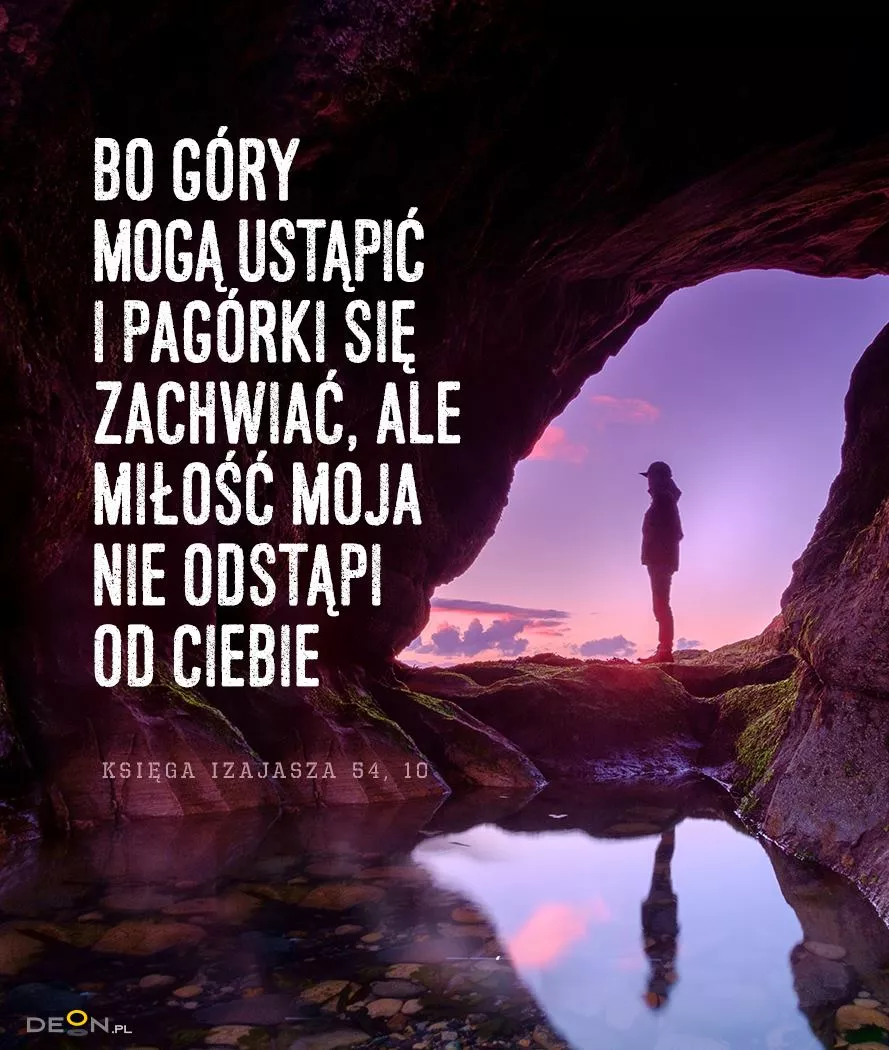 BO GÓRY
MOGĄ USTĄPIĆ
I PAGÓRKI SIĘ
ZACHWIAĆ, ALE
MIŁOŚĆ MOJA
NIE ODSTĄPI
OD CIEBIE
KSIĘGA IZAJASZA 54, 10
DEON.PL